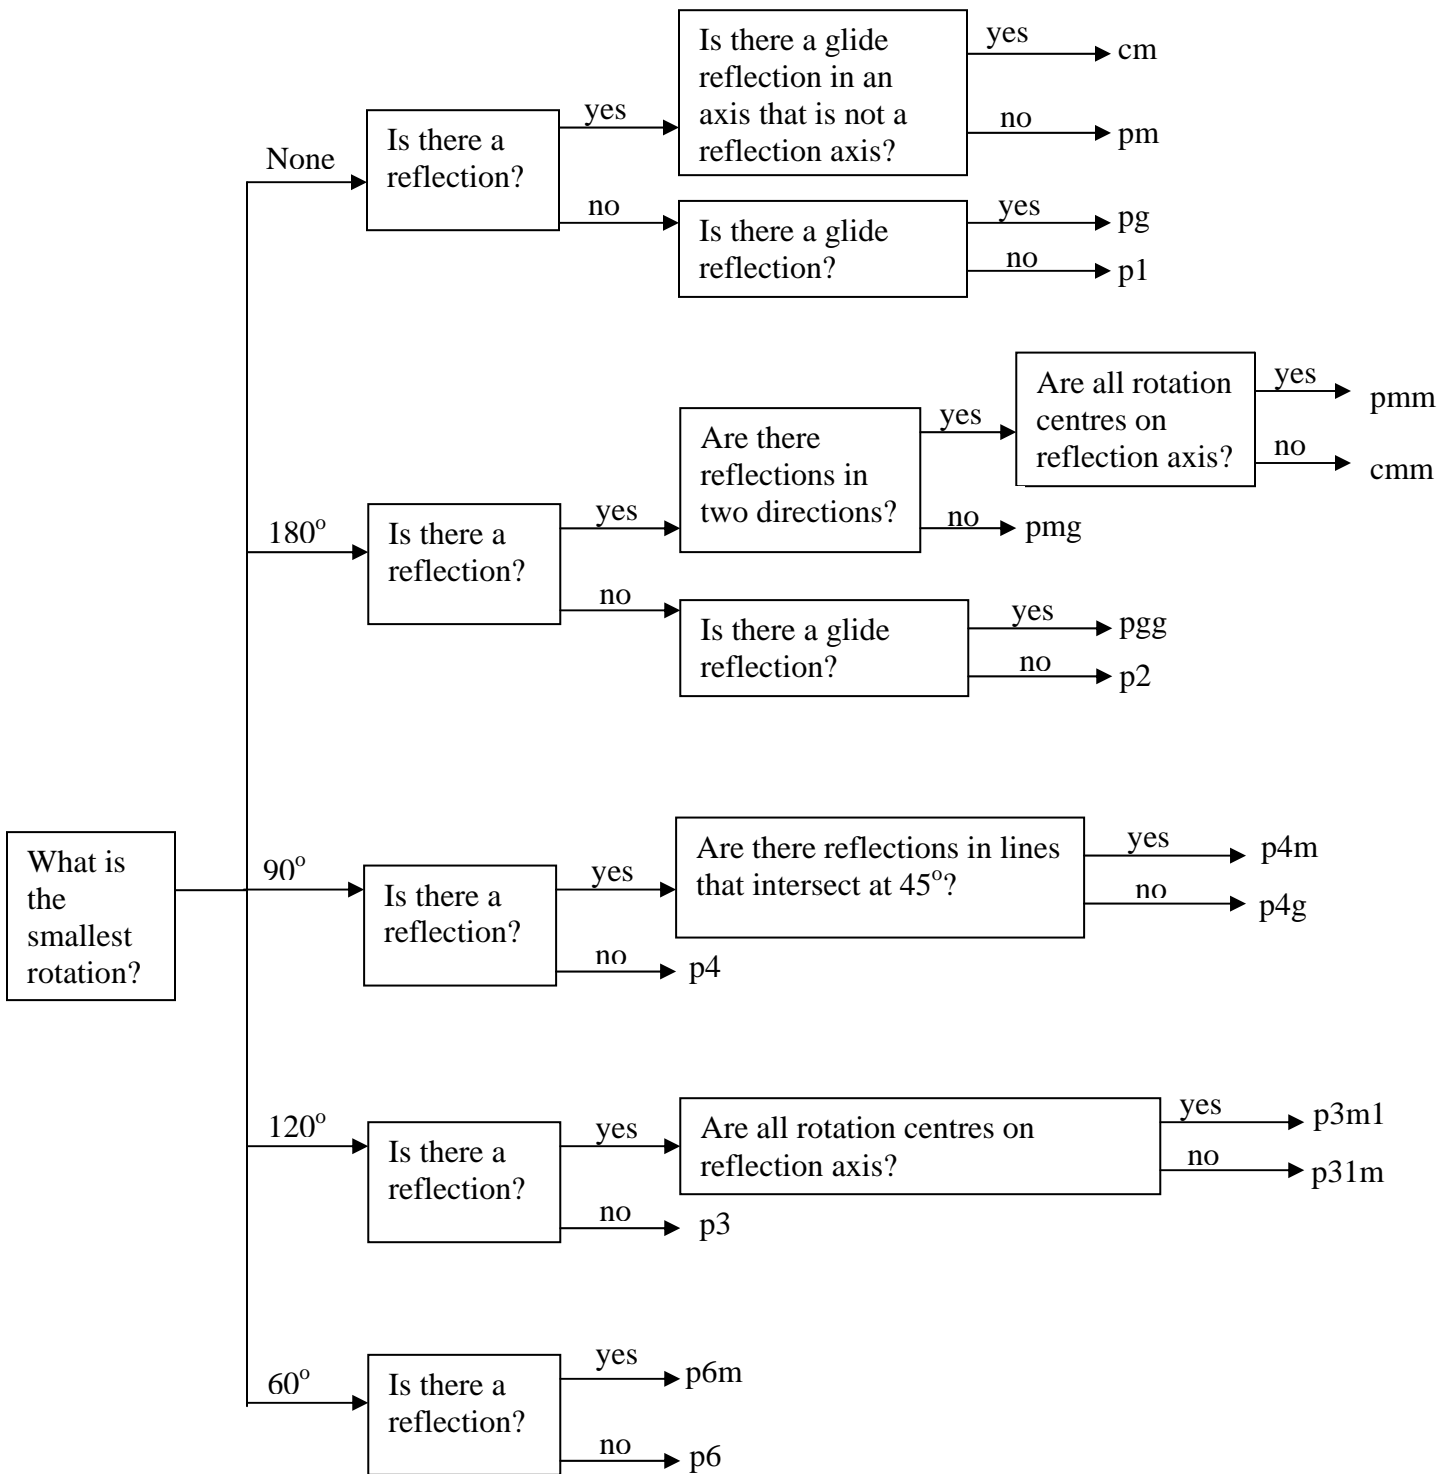 What is
the
smallest
rotation?
None
Is there a
reflection?
yes
Is there a glide
reflection in an
axis that is not a
reflection axis?
yes
cm
no
pm
no
Is there a glide
reflection?
yes
pg
no
p1
180°
Is there a
reflection?
yes
Are there
reflections in
two directions?
yes
Are all rotation
centres on
reflection axis?
yes
pmm
no
cmm
no
pmg
no
Is there a glide
reflection?
yes
pgg
no
p2
90°
Is there a
reflection?
yes
Are there reflections in lines
that intersect at 45°?
yes
p4m
no
p4g
no
p4
120°
Is there a
reflection?
yes
Are all rotation centres on
reflection axis?
yes
p3m1
no
p31m
no
p3
60°
Is there a
reflection?
yes
p6m
no
p6